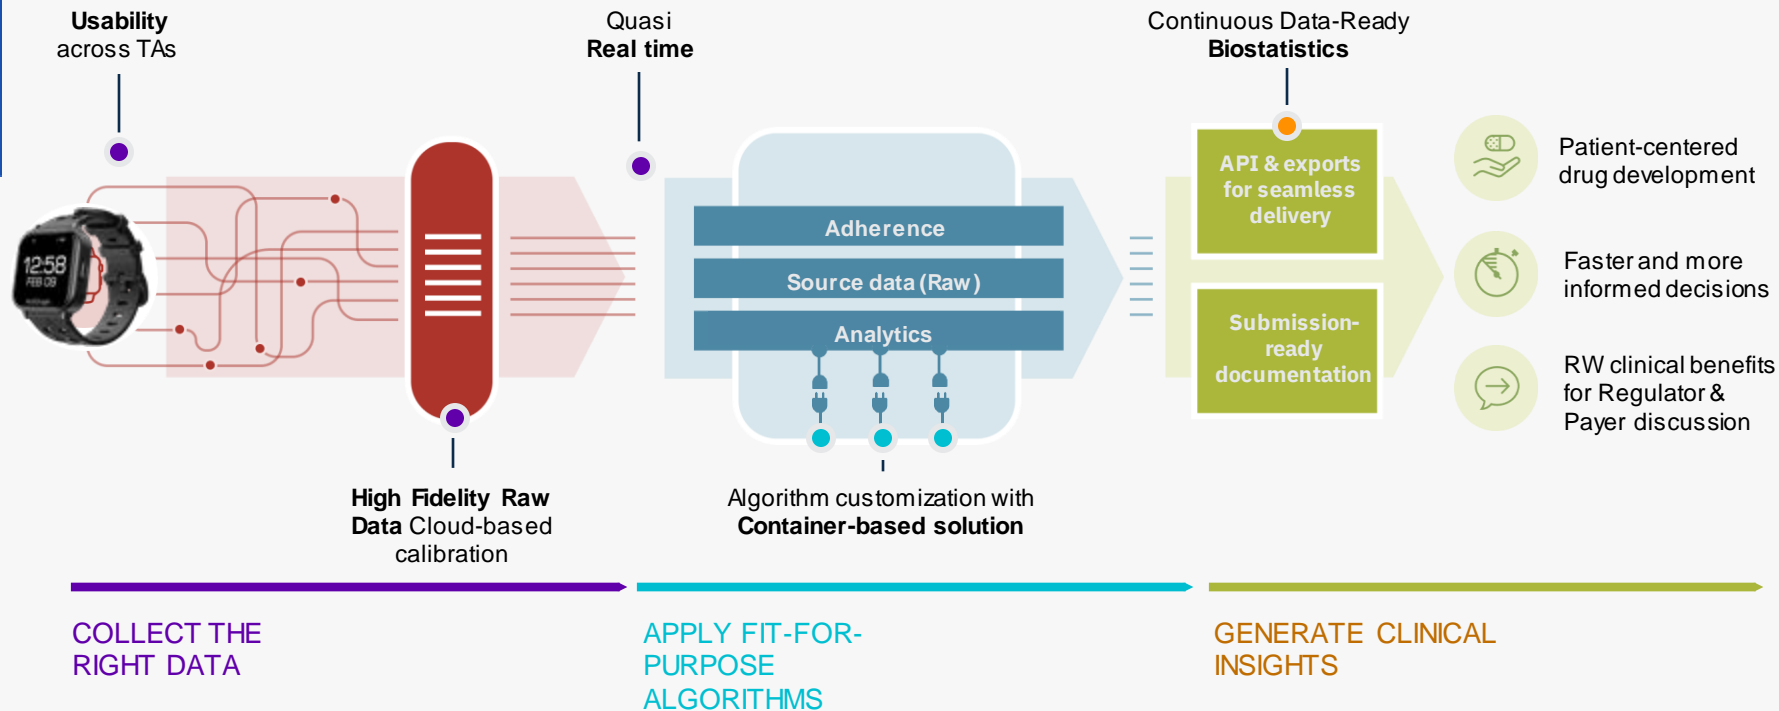 Usability
across TAs
Quasi
Real time
Continuous Data-Ready
Biostatistics
12:58
FEB 09
Adherence
Source data (Raw)
Analytics
API & exports
for seamless
delivery
Submission-
ready
documentation
Patient-centered
drug development
Faster and more
informed decisions
RW clinical benefits
for Regulator &
Payer discussion
High Fidelity Raw
Data Cloud-based
calibration
Algorithm customization with
Container-based solution
COLLECT THE
RIGHT DATA
APPLY FIT-FOR-
PURPOSE
ALGORITHMS
GENERATE CLINICAL
INSIGHTS